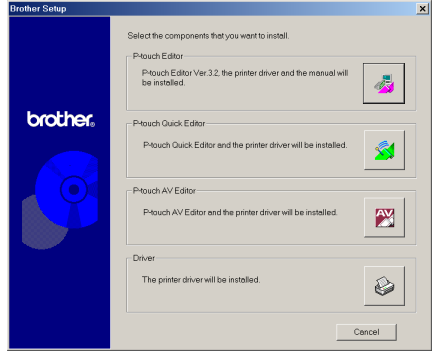 Brother Setup
Select the components that you want to install.
P-touch Editor
P-touch Editor Ver.3.2, the printer driver and the manual will
be installed.
brother®
P-touch Quick Editor
P-touch Quick Editor and the printer driver will be installed.
P-touch AV Editor
P-touch AV Editor and the printer driver will be installed.
AV
Driver
The printer driver will be installed.
Cancel